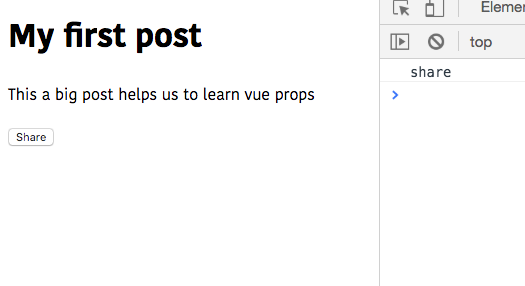 My first post
This a big post helps us to learn vue props
Share
Elemen
top
share